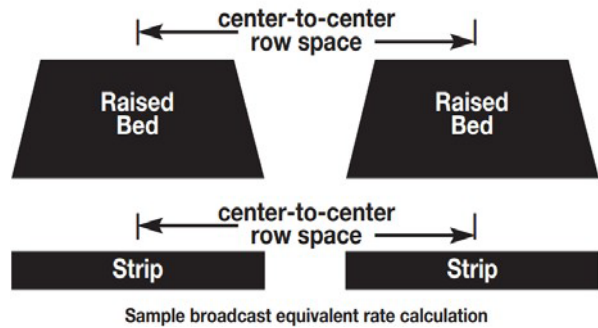 center-to-center
row space
Raised
Bed
Raised
Bed
center-to-center
row space
Strip
Strip
Sample broadcast equivalent rate calculation